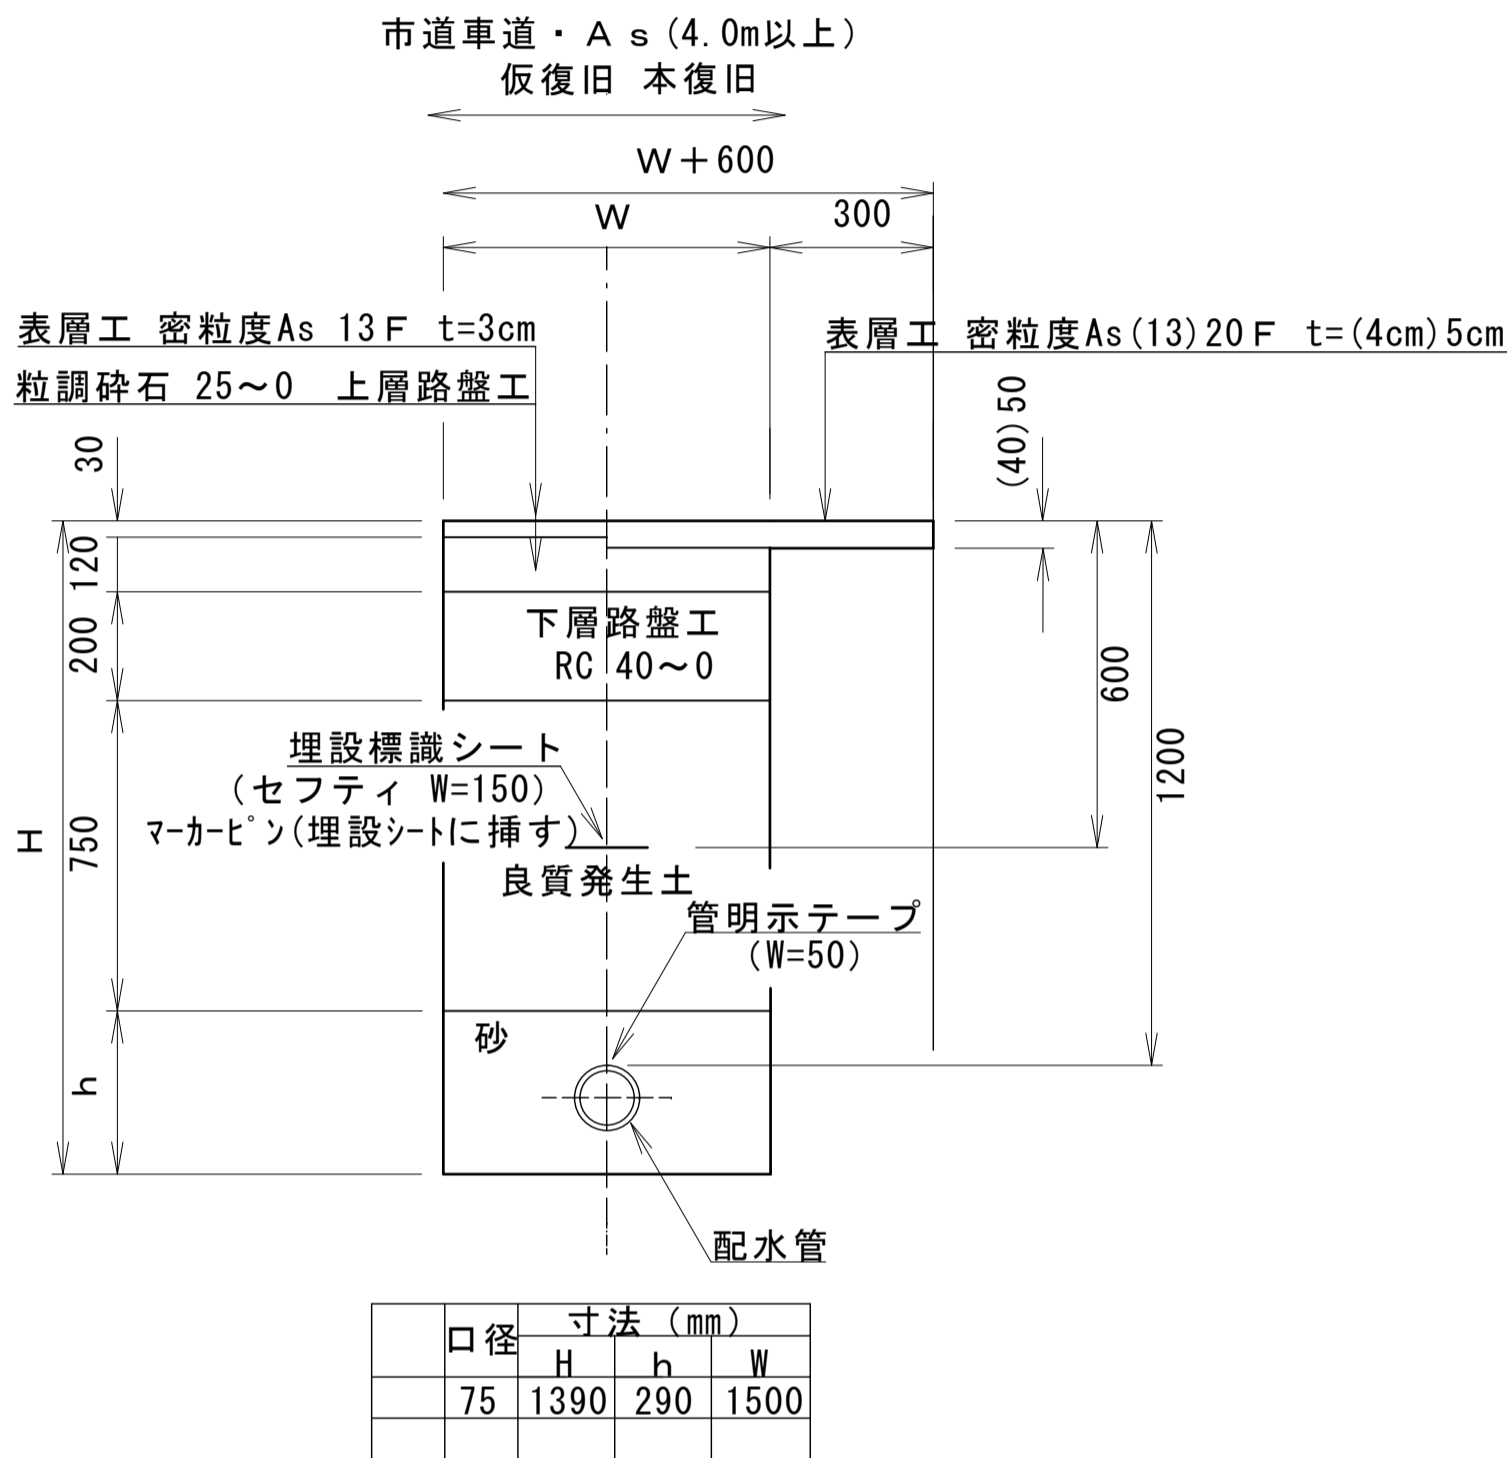 市道車道・Ａｓ(4.0m以上)
仮復旧 本復旧
Ｗ＋600
Ｗ
300
表層工 密粒度As 13Ｆ t=3cm
表層工 密粒度As(13)20Ｆ t=(4cm)5cm
粒調砕石 25～0 上層路盤工
(40)50
30
120
200
下層路盤工
RC 40～0
600
埋設標識シート
(セフティ W=150)
1200
H
750
ﾏｰｶｰﾋﾟﾝ(埋設ｼｰﾄに挿す)
良質発生土
管明示テープ
(W=50)
砂
h
配水管
口径 寸法 (mm)
H h W
75 1390 290 1500